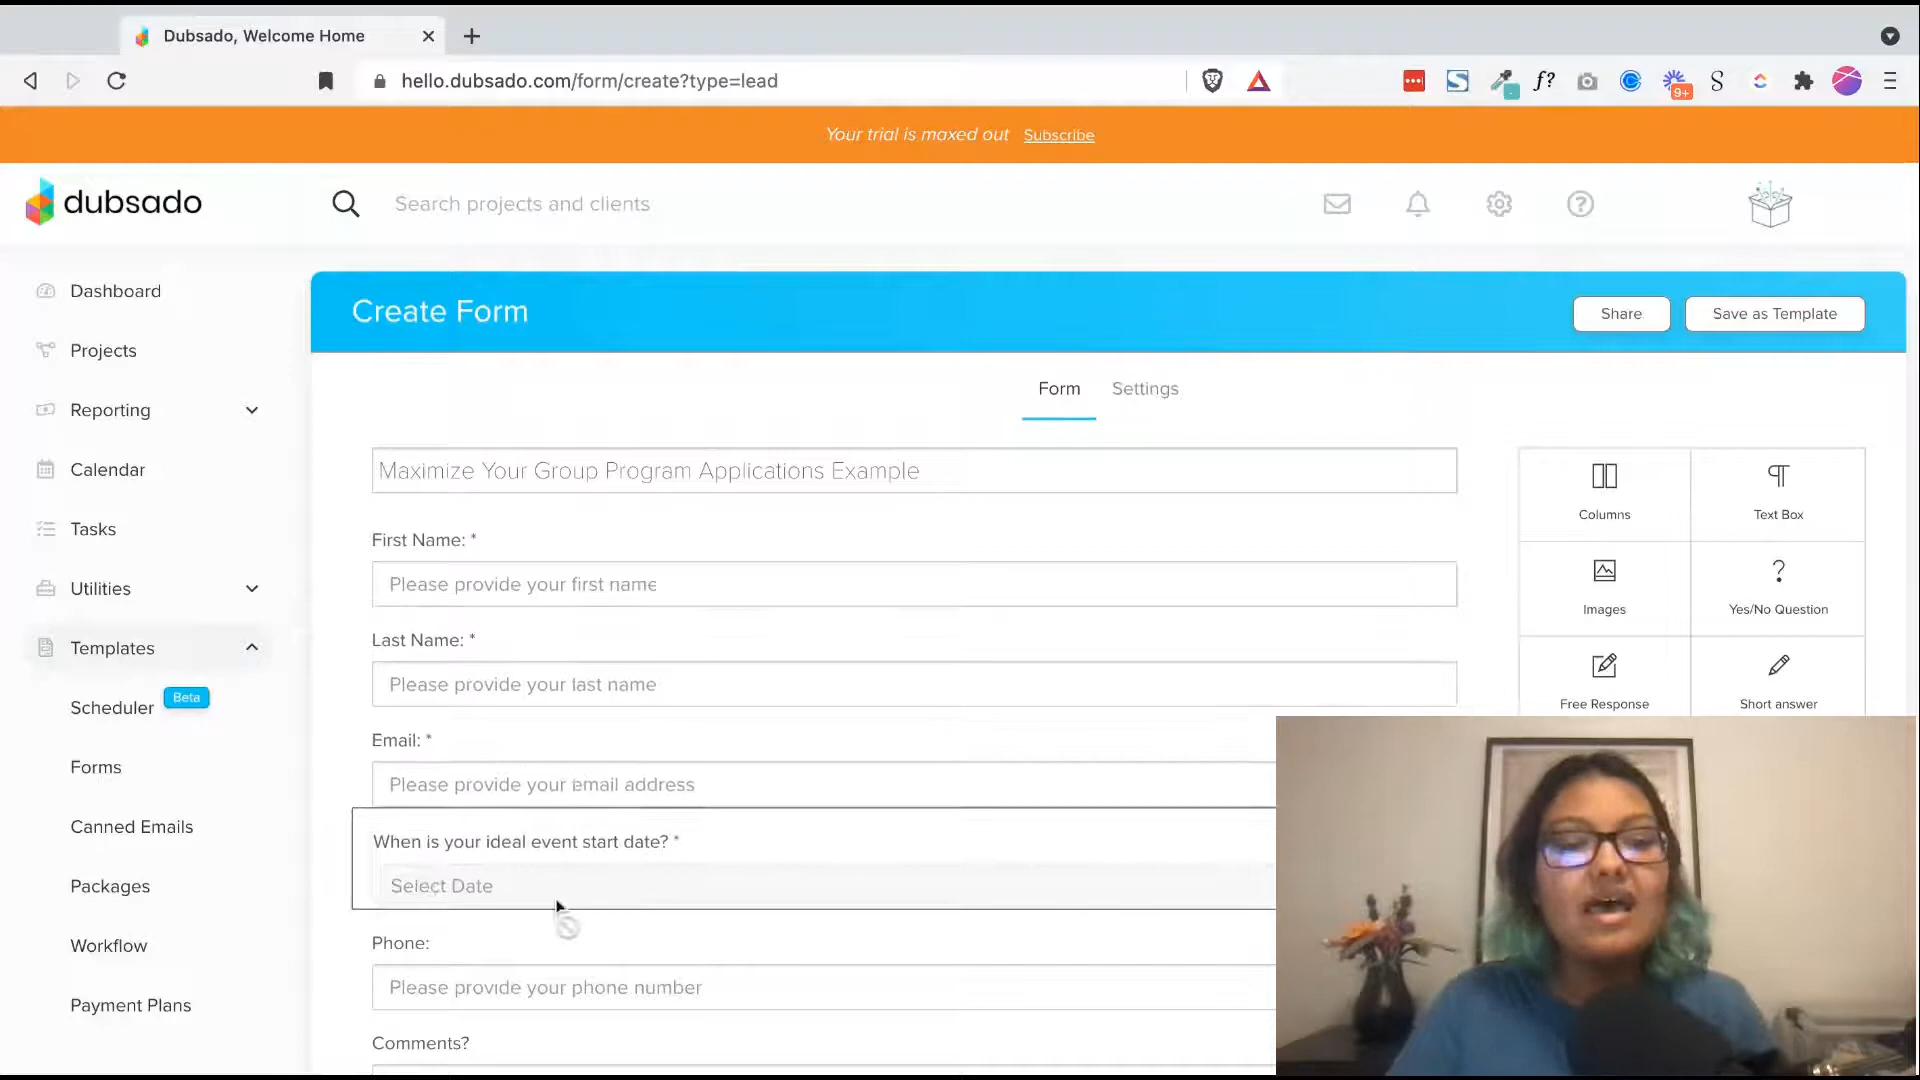 Dubsado, Welcome Home
hello.dubsado.com/form/create?type=lead
f?
9+
Your trial is maxed out Subscribe
dubsado
Search projects and clients
Dashboard
Projects
Reporting
Calendar
Tasks
Utilities
Templates
Scheduler Beta
Forms
Canned Emails
Packages
Workflow
Payment Plans
Create Form
Share
Save as Template
Form
Settings
Maximize Your Group Program Applications Example
First Name: *
Please provide your first name
Last Name: *
Please provide your last name
Email: *
Please provide your email address
When is your ideal event start date? *
Select Date
Phone:
Please provide your phone number
Comments?
Columns
Text Box
Images
Yes/No Question
Free Response
Short answer